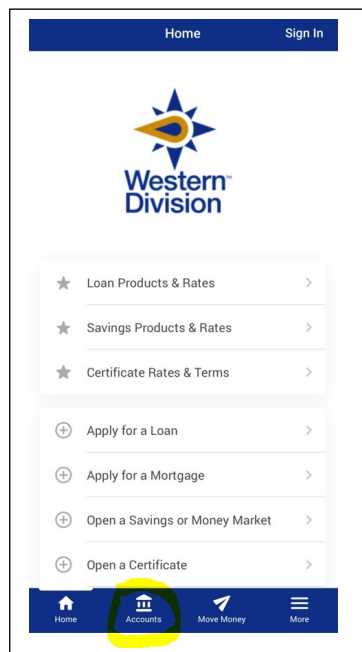 Home
Sign In
Western™
Division
Loan Products & Rates
Savings Products & Rates
Certificate Rates & Terms
Apply for a Loan
Apply for a Mortgage
Open a Savings or Money Market
Open a Certificate
Home
Accounts
Move Money
More